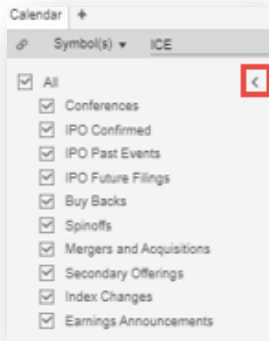 Calendar +
Symbol(s) ▾ ICE
All
Conferences
IPO Confirmed
IPO Past Events
IPO Future Filings
Buy Backs
Spinoffs
Mergers and Acquisitions
Secondary Offerings
Index Changes
Earnings Announcements